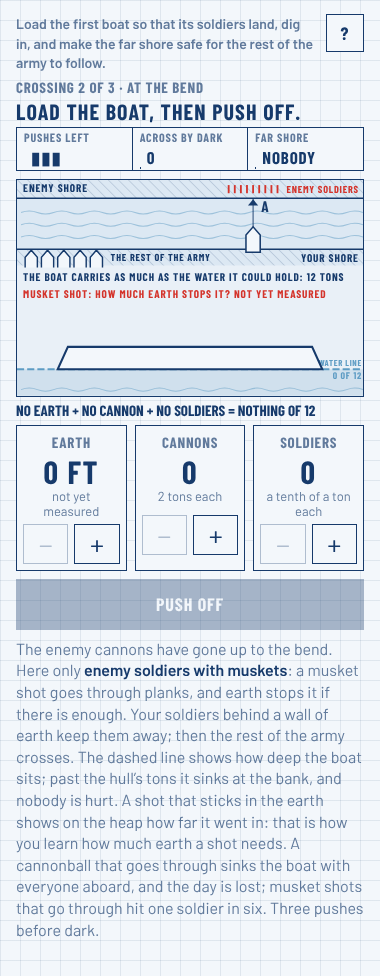 Load the first boat so that its soldiers land, dig
in, and make the far shore safe for the rest of the
army to follow.
?
CROSSING 2 OF 3 · AT THE BEND
LOAD THE BOAT, THEN PUSH OFF.
PUSHES LEFT
ACROSS BY DARK
0
FAR SHORE
NOBODY
ENEMY SHORE
ENEMY SOLDIERS
A
THE REST OF THE ARMY
YOUR SHORE
THE BOAT CARRIES AS MUCH AS THE WATER IT COULD HOLD: 12 TONS
MUSKET SHOT: HOW MUCH EARTH STOPS IT? NOT YET MEASURED
WATER LINE
0 OF 12
NO EARTH + NO CANNON + NO SOLDIERS = NOTHING OF 12
EARTH
0 FT
not yet
measured
− +
CANNONS
0
2 tons each
− +
SOLDIERS
0
a tenth of a ton
each
− +
PUSH OFF
The enemy cannons have gone up to the bend.
Here only enemy soldiers with muskets: a musket
shot goes through planks, and earth stops it if
there is enough. Your soldiers behind a wall of
earth keep them away; then the rest of the army
crosses. The dashed line shows how deep the boat
sits; past the hull's tons it sinks at the bank, and
nobody is hurt. A shot that sticks in the earth
shows on the heap how far it went in: that is how
you learn how much earth a shot needs. A
cannonball that goes through sinks the boat with
everyone aboard, and the day is lost; musket shots
that go through hit one soldier in six. Three pushes
before dark.